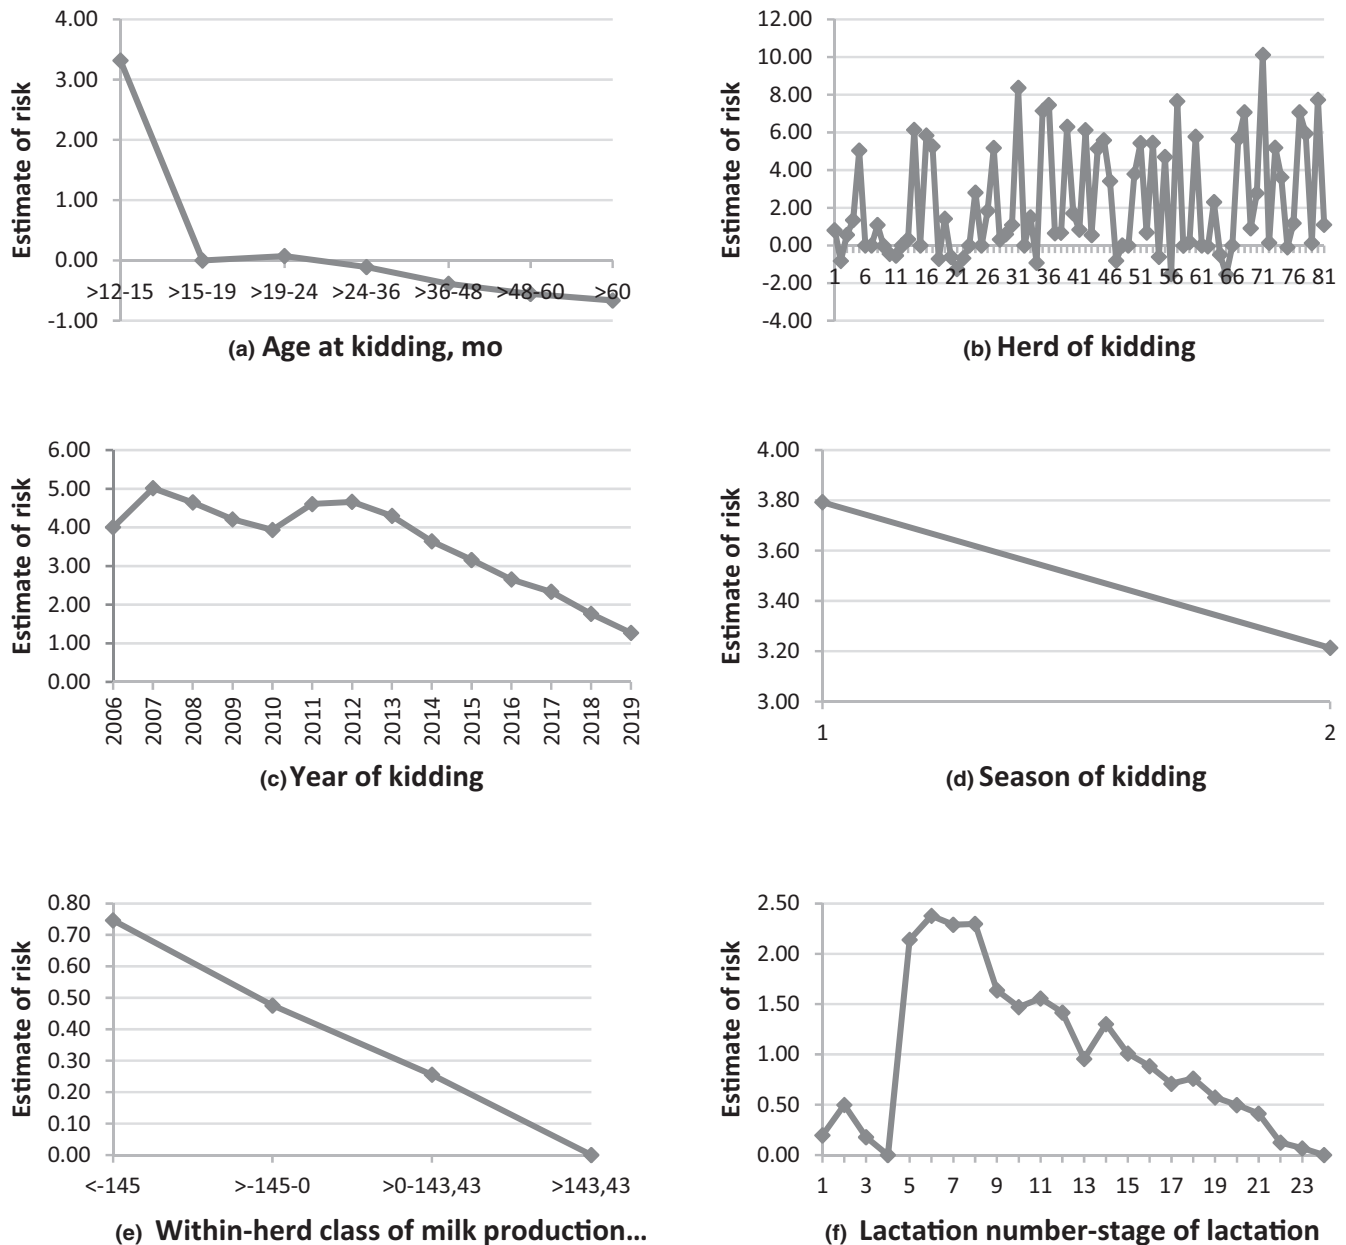 4.00
3.00
2.00
1.00
0.00
-1.00
Estimate of risk
>12-15 >15-19 >19-24 >24-36 >36-48 >48-60 >60
(a) Age at kidding, mo
12.00
10.00
8.00
6.00
4.00
2.00
0.00
-2.00
-4.00
Estimate of risk
1 6 11 16 21 26 31 36 41 46 51 56 61 66 71 76 81
(b) Herd of kidding
6.00
5.00
4.00
3.00
2.00
1.00
0.00
Estimate of risk
2006 2007 2008 2009 2010 2011 2012 2013 2014 2015 2016 2017 2018 2019
(c) Year of kidding
4.00
3.80
3.60
3.40
3.20
3.00
Estimate of risk
1 2
(d) Season of kidding
0.80
0.70
0.60
0.50
0.40
0.30
0.20
0.10
0.00
Estimate of risk
<-145 >-145-0 >0-143,43 >143,43
(e) Within-herd class of milk production...
2.50
2.00
1.50
1.00
0.50
0.00
Estimate of risk
1 3 5 7 9 11 13 15 17 19 21 23
(f) Lactation number-stage of lactation